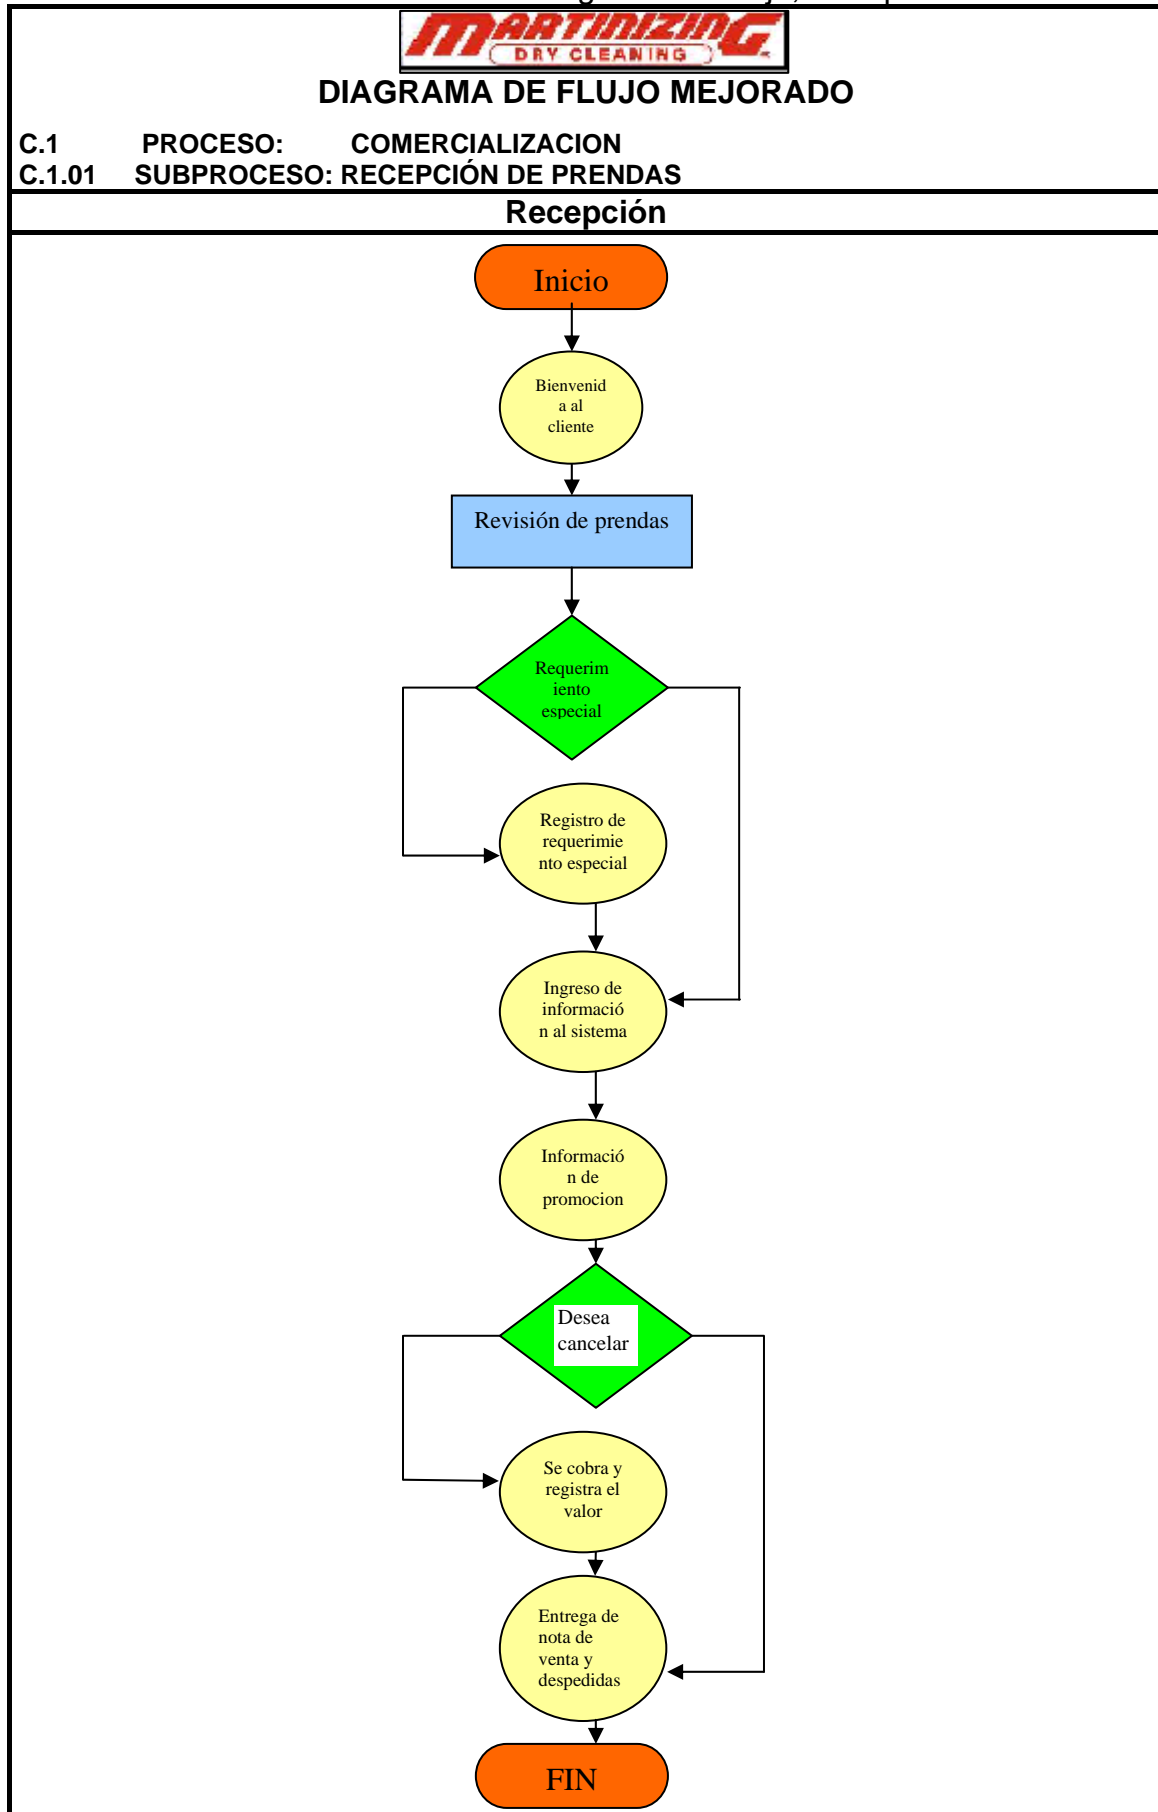 MARTINIZING
DRY CLEANING
DIAGRAMA DE FLUJO MEJORADO
C.1 PROCESO: COMERCIALIZACION
C.1.01 SUBPROCESO: RECEPCIÓN DE PRENDAS
Recepción
Inicio
Bienvenid
a al
cliente
Revisión de prendas
Requerim
iento
especial
Registro de
requerimie
nto especial
Ingreso de
informació
n al sistema
Informació
n de
promocion
Desea
cancelar
Se cobra y
registra el
valor
Entrega de
nota de
venta y
despedidas
FIN